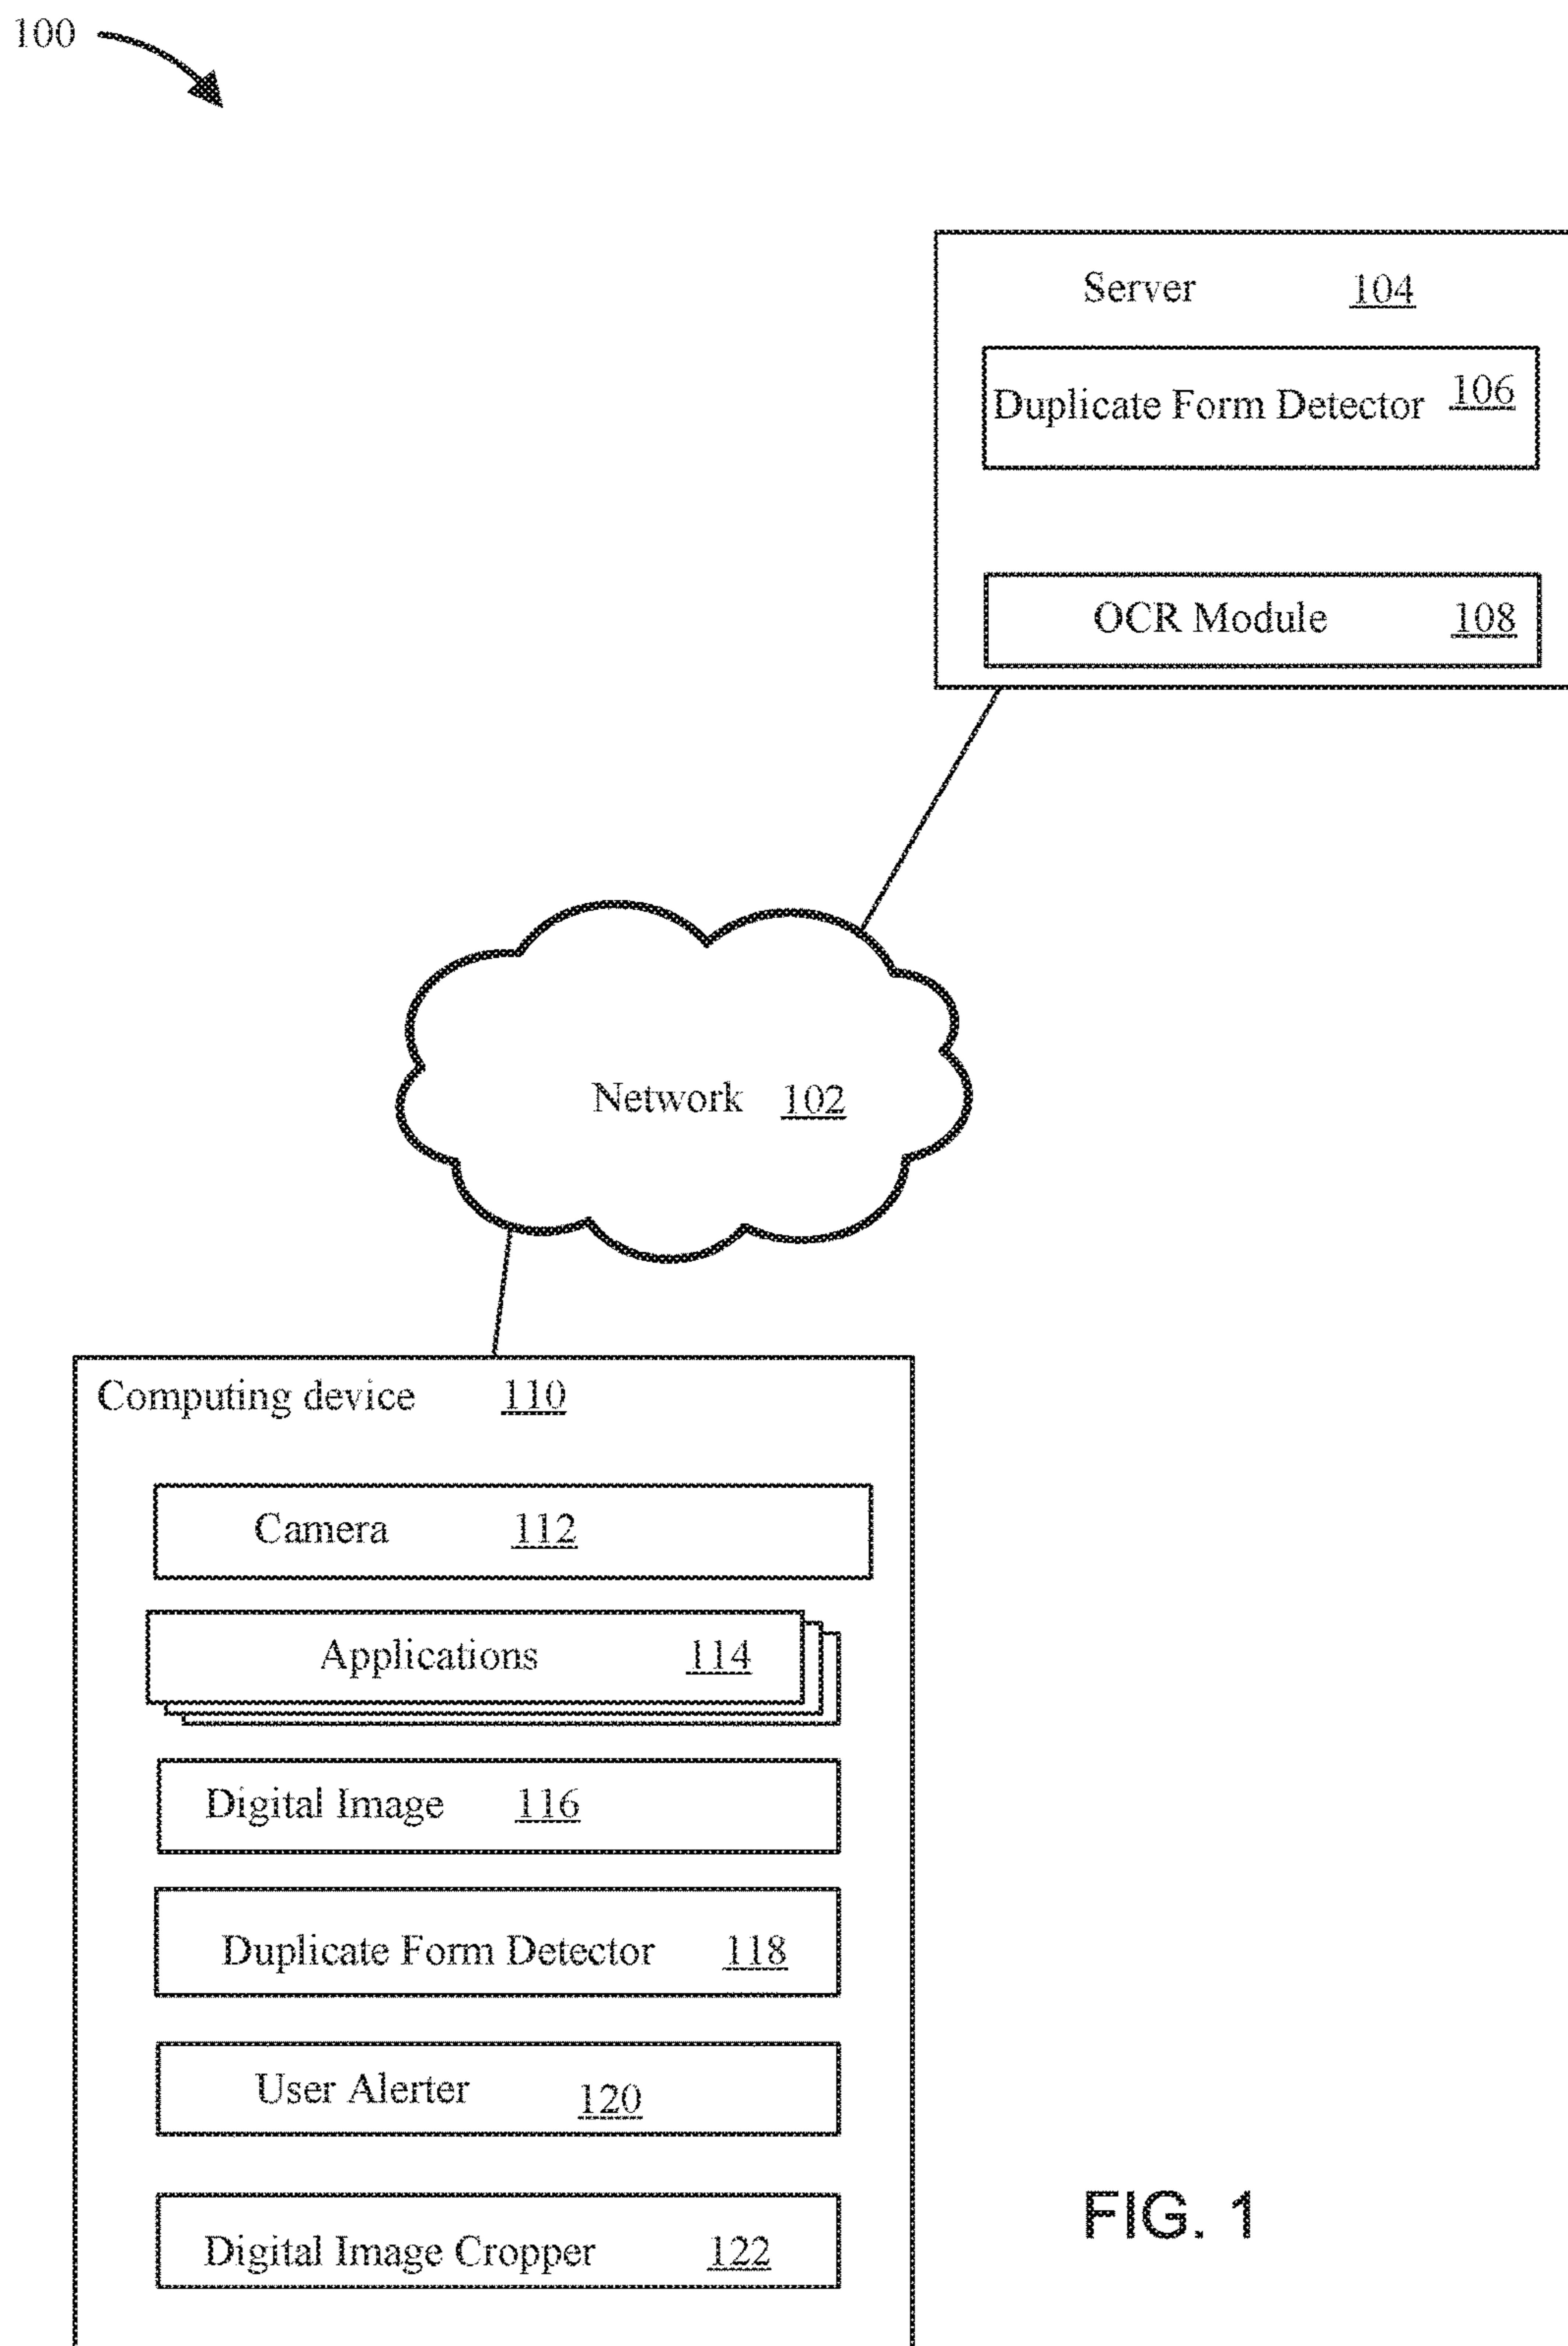 100
Server 104
Duplicate Form Detector 106
OCR Module 108
Network 102
Computing device 110
Camera 112
Applications 114
Digital Image 116
Duplicate Form Detector 118
User Alerter 120
Digital Image Cropper 122
FIG. 1